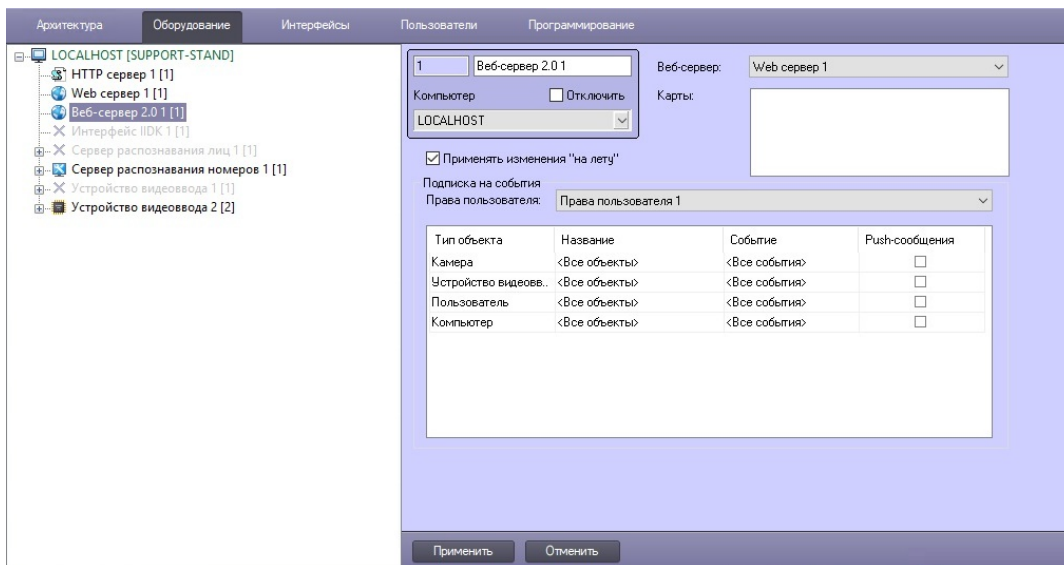 Архитектура Оборудование Интерфейсы Пользователи Программирование
LOCALHOST [SUPPORT-STAND]
HTTP сервер 1 [1]
Web сервер 1 [1]
Веб-сервер 2.0 1 [1]
Интерфейс IIDK 1 [1]
Сервер распознавания лиц 1 [1]
Сервер распознавания номеров 1 [1]
Устройство видеоввода 1 [1]
Устройство видеоввода 2 [2]
1 Веб-сервер 2.0 1
Компьютер Отключить
LOCALHOST
Веб-сервер: Web сервер 1
Карты:
Применять изменения "на лету"
Подписка на события
Права пользователя: Права пользователя 1
Тип объекта Название Событие Push-сообщения
Камера <Все объекты> <Все события>
Устройство видеовв.. <Все объекты> <Все события>
Пользователь <Все объекты> <Все события>
Компьютер <Все объекты> <Все события>
Применить Отменить